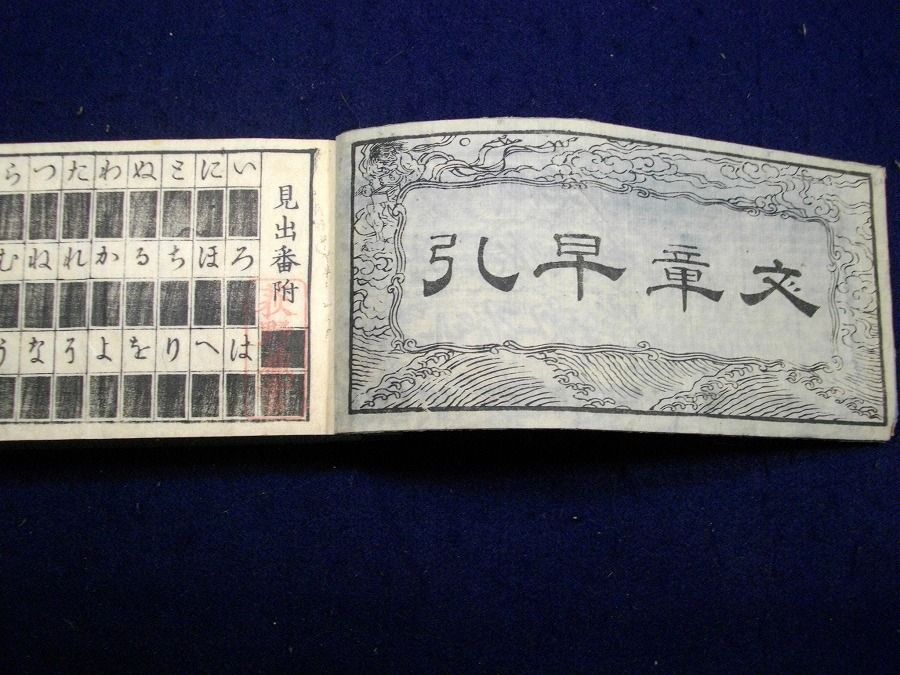 文章早引
見出番附
いろは
にほへ
とちり
ぬるを
わかよ
たれそ
つねな
らむう